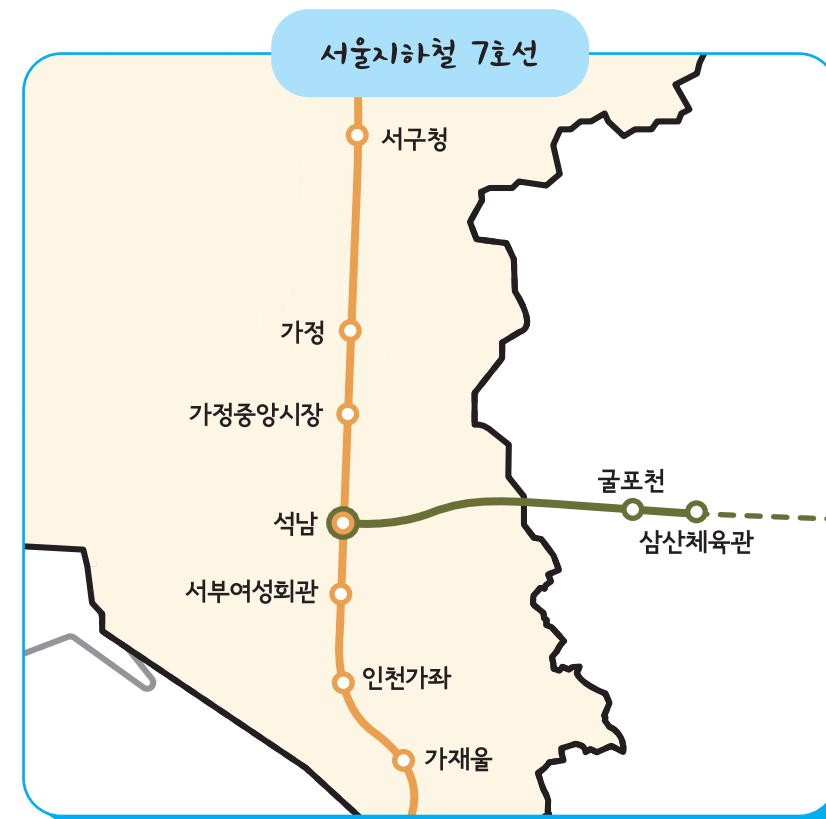 서울지하철 7호선
서구청
가정
가정중앙시장
굴포천
석남
삼산체육관
서부여성회관
인천가좌
가재울